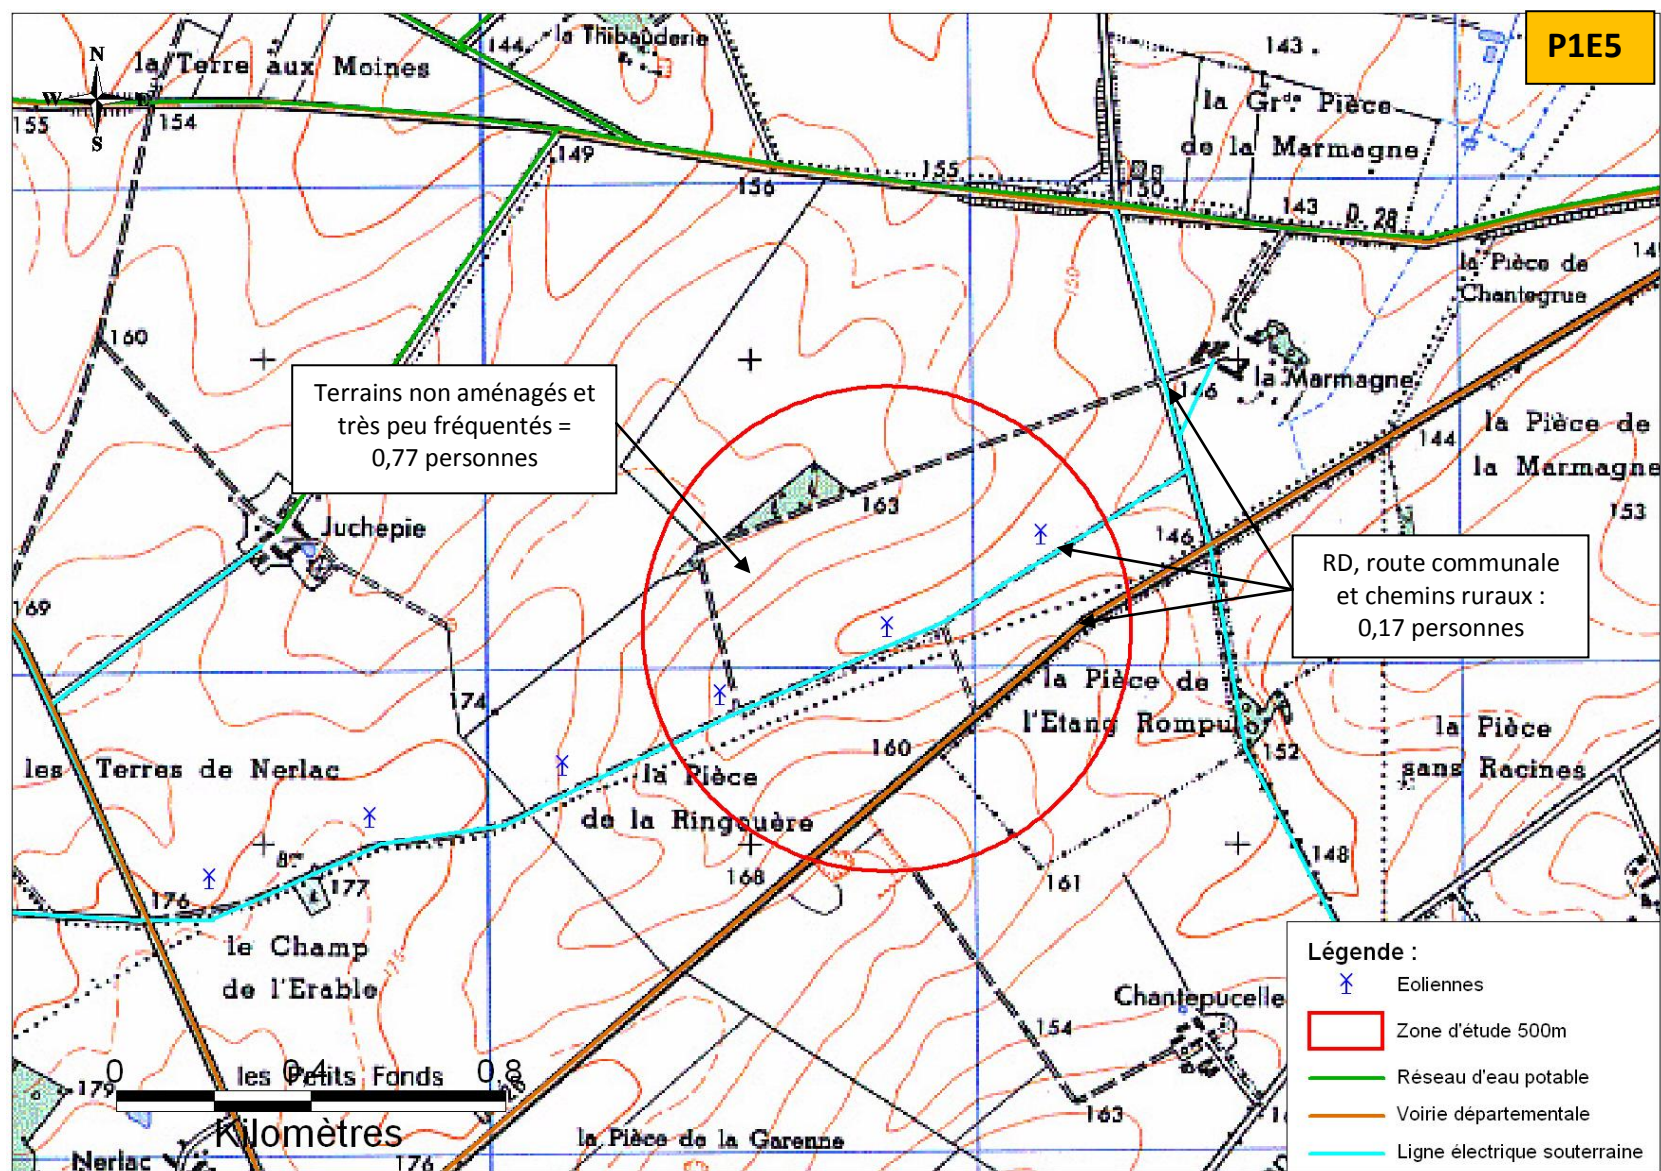 P1E5
N
W
E
S
la Terre aux Moines
144
la Thibauderie
143
155
154
149
156
155
150
la Grde Pièce
de la Marmagne
143
D. 28
la Pièce de
Chantegrue
160
150
Terrains non aménagés et
très peu fréquentés =
0,77 personnes
146
la Marmagne
144
la Pièce de
la Marmagne
153
163
Juchepie
146
RD, route communale
et chemins ruraux :
0,17 personnes
169
174
la Pièce de
l'Etang Rompu
160
152
la Pièce
sans Racines
les Terres de Nerlac
la Pièce
de la Ringouère
168
161
148
Bne
177
176
le Champ
de l'Erable
175
Chantepucelle
154
163
0
0.4
0.8
179
les Petits Fonds
Kilomètres
Nerlac
176
la Pièce de la Garenne
Légende :
Eoliennes
Zone d'étude 500m
Réseau d'eau potable
Voirie départementale
Ligne électrique souterraine